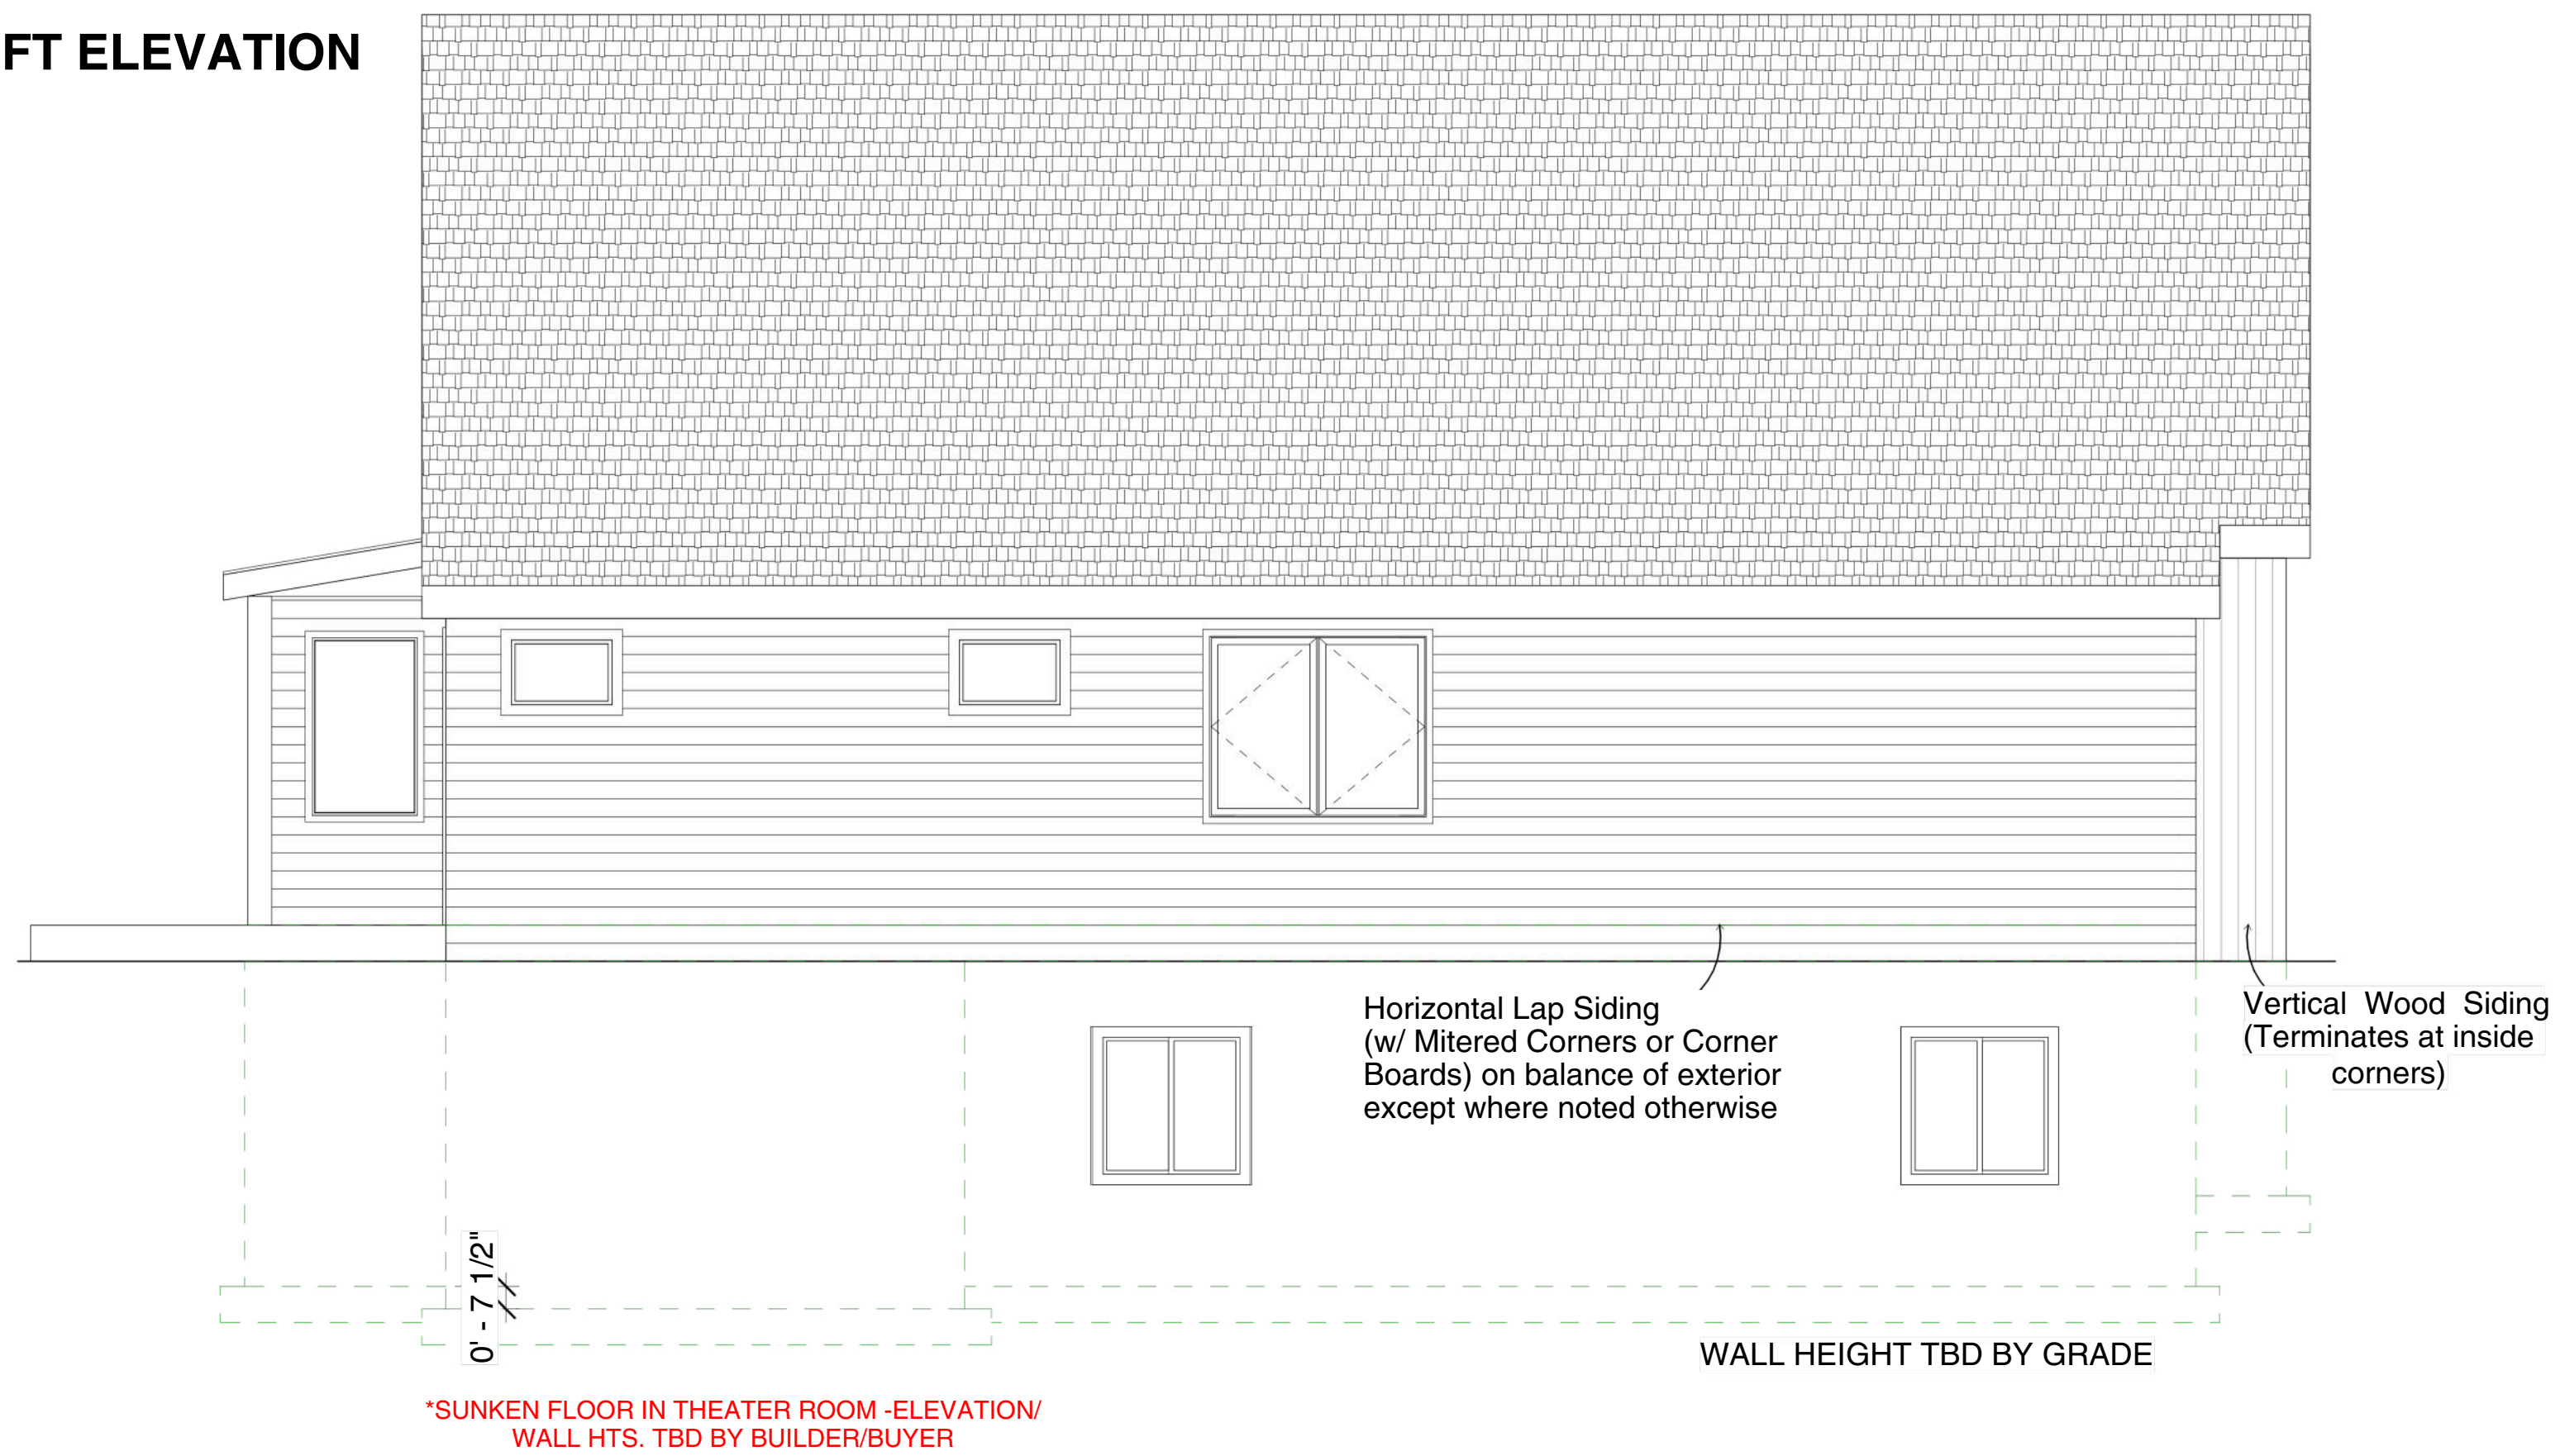 FT ELEVATION
Horizontal Lap Siding
(w/ Mitered Corners or Corner
Boards) on balance of exterior
except where noted otherwise
Vertical Wood Siding
(Terminates at inside
corners)
0' - 7 1/2"
WALL HEIGHT TBD BY GRADE
*SUNKEN FLOOR IN THEATER ROOM -ELEVATION/
WALL HTS. TBD BY BUILDER/BUYER